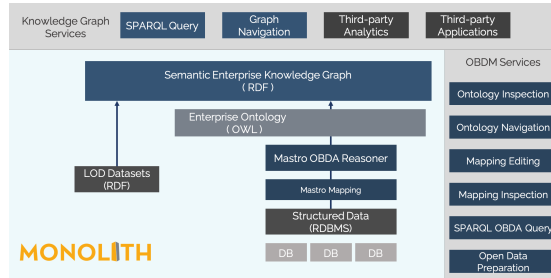 Knowledge Graph
Services
SPARQL Query
Graph
Navigation
Third-party
Analytics
Third-party
Applications
Semantic Enterprise Knowledge Graph
( RDF )
Enterprise Ontology
( OWL )
Mastro OBDA Reasoner
LOD Datasets
(RDF)
Mastro Mapping
Structured Data
(RDBMS)
DB DB DB
MONOLITH
OBDM Services
Ontology Inspection
Ontology Navigation
Mapping Editing
Mapping Inspection
SPARQL OBDA Query
Open Data
Preparation